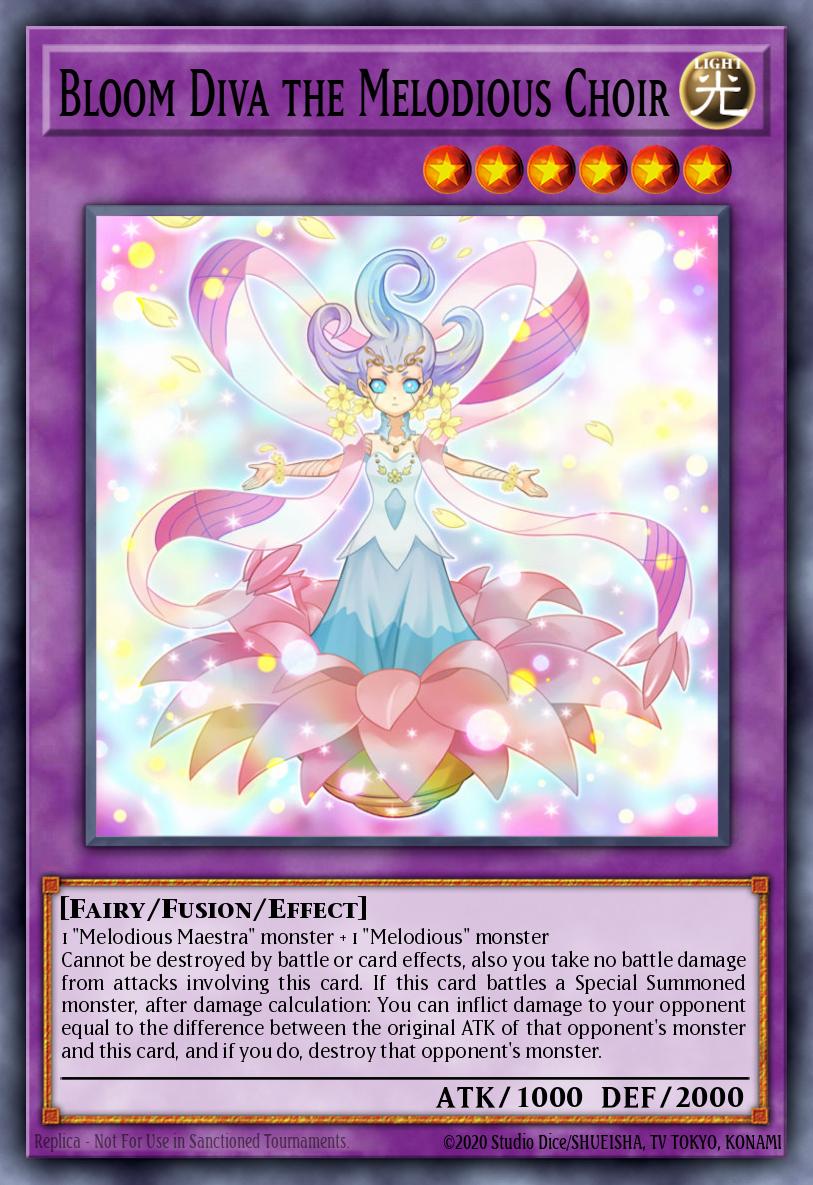 Bloom Diva the Melodious Choir
LIGHT
光
[Fairy/Fusion/Effect]
1 "Melodious Maestra" monster + 1 "Melodious" monster
Cannot be destroyed by battle or card effects, also you take no battle damage
from attacks involving this card. If this card battles a Special Summoned
monster, after damage calculation: You can inflict damage to your opponent
equal to the difference between the original ATK of that opponent's monster
and this card, and if you do, destroy that opponent's monster.
ATK/1000 DEF/2000
Replica - Not For Use in Sanctioned Tournaments.
©2020 Studio Dice/SHUEISHA, TV TOKYO, KONAMI